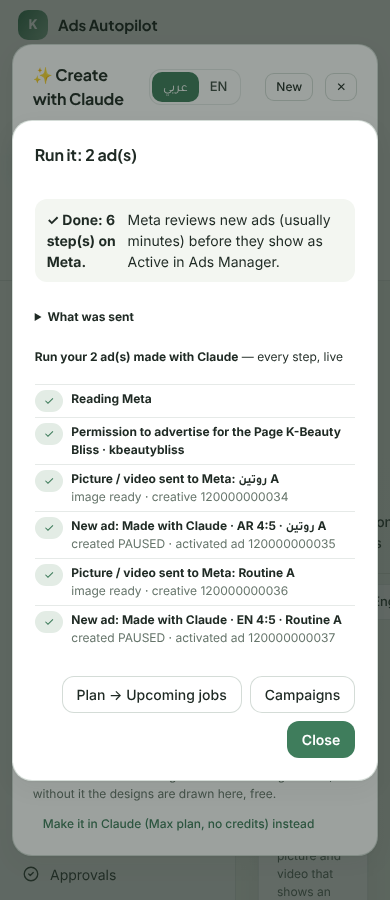 K Ads Autopilot
✨ Create
with Claude
عربي EN New ×
Run it: 2 ad(s)
✓ Done: 6
step(s) on
Meta.
Meta reviews new ads (usually
minutes) before they show as
Active in Ads Manager.
▶ What was sent
Run your 2 ad(s) made with Claude — every step, live
✓ Reading Meta
✓ Permission to advertise for the Page K-Beauty
Bliss · kbeautybliss
✓ Picture / video sent to Meta: روتين A
image ready · creative 120000000034
✓ New ad: Made with Claude · AR 4:5 · روتين A
created PAUSED · activated ad 120000000035
✓ Picture / video sent to Meta: Routine A
image ready · creative 120000000036
✓ New ad: Made with Claude · EN 4:5 · Routine A
created PAUSED · activated ad 120000000037
Plan → Upcoming jobs Campaigns
Close
without it the designs are drawn here, free.
Make it in Claude (Max plan, no credits) instead
Approvals
picture and
video that
shows an